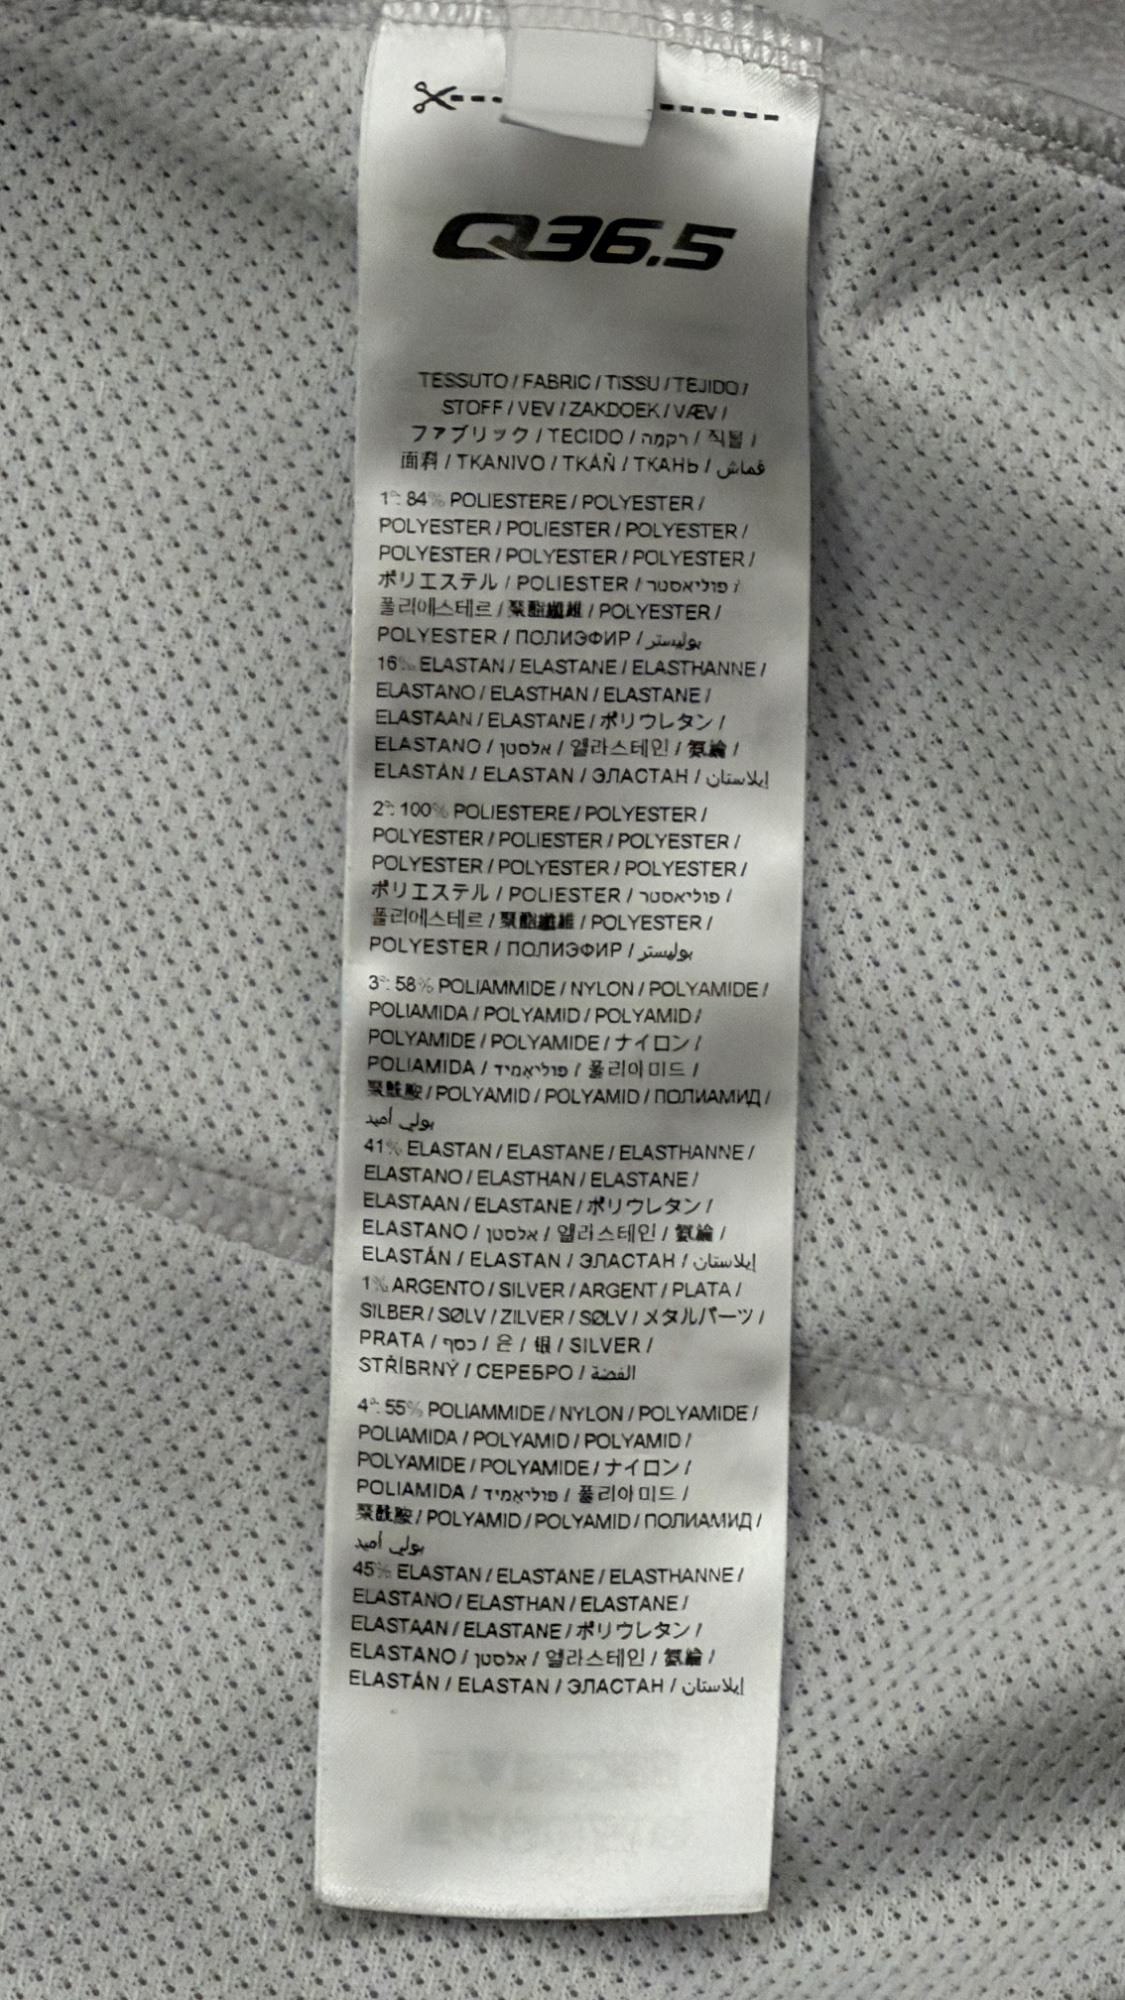 Q36.5
TESSUTO / FABRIC / TISSU / TEJIDO /
STOFF / VEV / ZAKDOEK / VÆV /
ファブリック / TECIDO / רקמה / 직물 /
面料 / TKANIVO / TKÁŇ / TKAHЬ / قماش
1ª: 84% POLIESTERE / POLYESTER /
POLYESTER / POLIESTER / POLYESTER /
POLYESTER / POLYESTER / POLYESTER /
ポリエステル / POLIESTER / פוליאסטר /
폴리에스테르 / 聚酯纖維 / POLYESTER /
POLYESTER / ПОЛИЭФИР / بوليستر
16% ELASTAN / ELASTANE / ELASTHANNE /
ELASTANO / ELASTHAN / ELASTANE /
ELASTAAN / ELASTANE / ポリウレタン /
ELASTANO / אלסטן / 엘라스테인 / 氨綸 /
ELASTÁN / ELASTAN / ЭЛАСТАН / إيلاستان
2ª: 100% POLIESTERE / POLYESTER /
POLYESTER / POLIESTER / POLYESTER /
POLYESTER / POLYESTER / POLYESTER /
ポリエステル / POLIESTER / פוליאסטר /
폴리에스테르 / 聚酯纖維 / POLYESTER /
POLYESTER / ПОЛИЭФИР / بوليستر
3ª: 58% POLIAMMIDE / NYLON / POLYAMIDE /
POLIAMIDA / POLYAMID / POLYAMID /
POLYAMIDE / POLYAMIDE / ナイロン /
POLIAMIDA / פוליאמיד / 폴리아미드 /
聚酰胺 / POLYAMID / POLYAMID / ПОЛИАМИД /
بولي أميد
41% ELASTAN / ELASTANE / ELASTHANNE /
ELASTANO / ELASTHAN / ELASTANE /
ELASTAAN / ELASTANE / ポリウレタン /
ELASTANO / אלסטן / 엘라스테인 / 氨綸 /
ELASTÁN / ELASTAN / ЭЛАСТАН / إيلاستان
1% ARGENTO / SILVER / ARGENT / PLATA /
SILBER / SØLV / ZILVER / SØLV / メタルパーツ /
PRATA / כסף / 은 / 银 / SILVER /
STŘÍBRNÝ / СЕРЕБРО / الفضة
4ª: 55% POLIAMMIDE / NYLON / POLYAMIDE /
POLIAMIDA / POLYAMID / POLYAMID /
POLYAMIDE / POLYAMIDE / ナイロン /
POLIAMIDA / פוליאמיד / 폴리아미드 /
聚酰胺 / POLYAMID / POLYAMID / ПОЛИАМИД /
بولي أميد
45% ELASTAN / ELASTANE / ELASTHANNE /
ELASTANO / ELASTHAN / ELASTANE /
ELASTAAN / ELASTANE / ポリウレタン /
ELASTANO / אלסטן / 엘라스테인 / 氨綸 /
ELASTÁN / ELASTAN / ЭЛАСТАН / إيلاستان